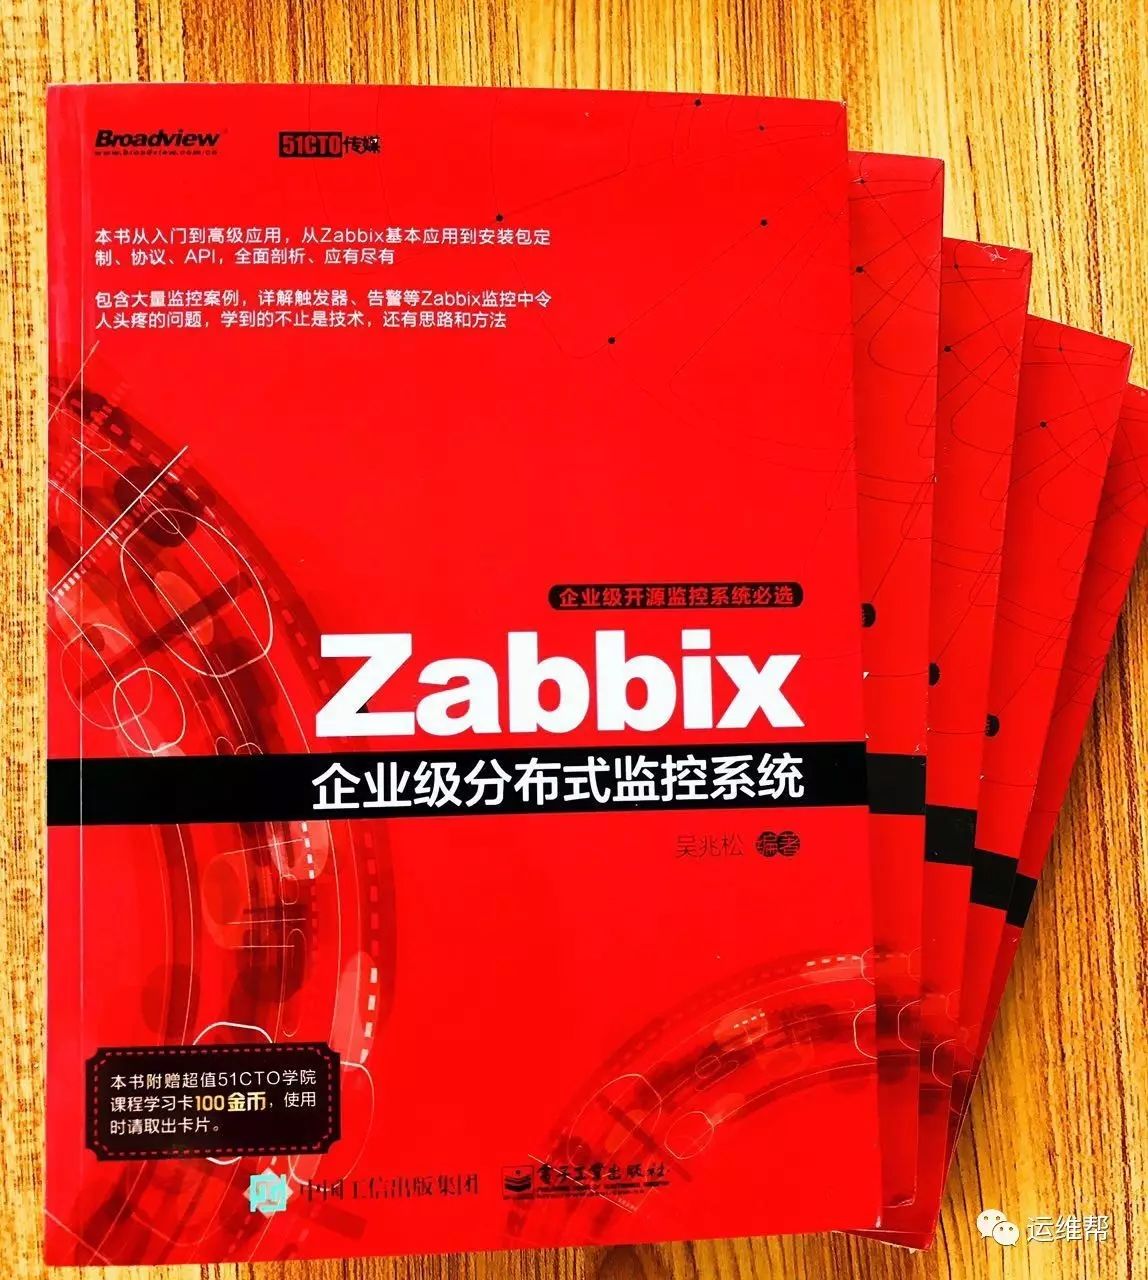 Broadview
www.broadview.com.cn
51CTO传媒
本书从入门到高级应用，从Zabbix基本应用到安装包定
制、协议、API，全面剖析、应有尽有
包含大量监控案例，详解触发器、告警等Zabbix监控中令
人头疼的问题，学到的不止是技术，还有思路和方法
企业级开源监控系统必选
Zabbix
企业级分布式监控系统
吴兆松 编著
本书附赠超值51CTO学院
课程学习卡100金币，使用
时请取出卡片。
中国工信出版集团
电子工业出版社
运维帮